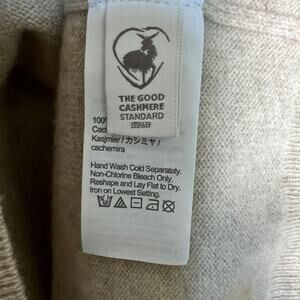 THE GOOD
CASHMERE
STANDARD
100%
Kasjmier / カシミヤ /
cachemira
Hand Wash Cold Separately.
Non-Chlorine Bleach Only.
Reshape and Lay Flat to Dry.
Iron on Lowest Setting.